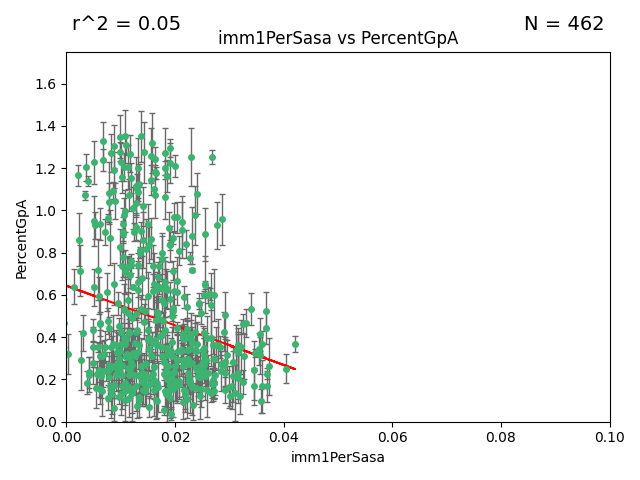 r^2 = 0.05
N = 462
imm1PerSasa vs PercentGpA
PercentGpA
1.6
1.4
1.2
1.0
0.8
0.6
0.4
0.2
0.0
0.00 0.02 0.04 0.06 0.08 0.10
imm1PerSasa